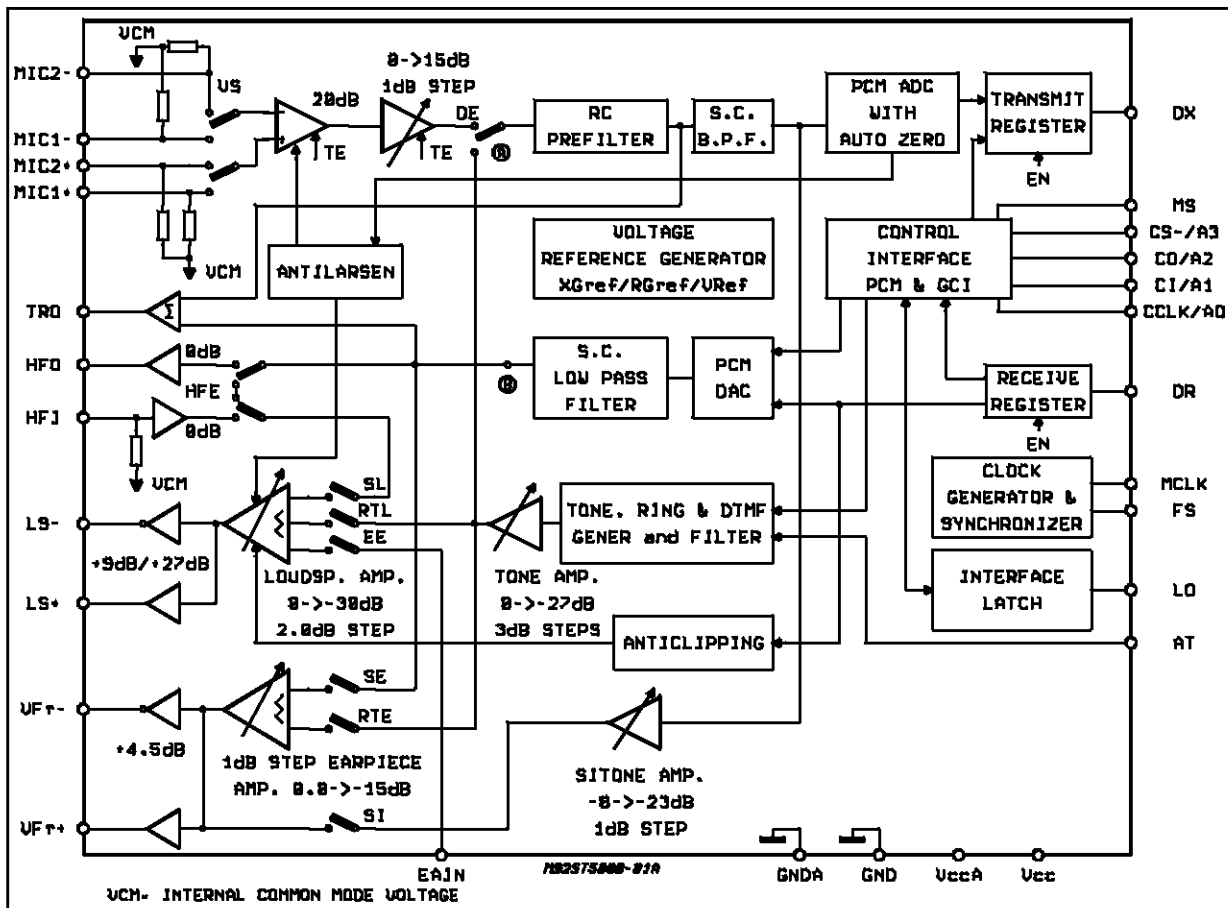 VCM
MIC2-
VS
MIC1-
MIC2+
MIC1+
VCM
20dB
TE
0->15dB
1dB STEP
TE
DE
RC
PREFILTER
S.C.
B.P.F.
PCM ADC
WITH
AUTO ZERO
TRANSMIT
REGISTER
EN
DX
MS
CS-/A3
CO/A2
CI/A1
CCLK/A0
ANTILARSEN
VOLTAGE
REFERENCE GENERATOR
XGref/RGref/VRef
CONTROL
INTERFACE
PCM & GCI
TRO
Σ
HFO
0dB
HFE
HFI
0dB
VCM
S.C.
LOW PASS
FILTER
PCM
DAC
RECEIVE
REGISTER
EN
DR
CLOCK
GENERATOR &
SYNCHRONIZER
MCLK
FS
SL
RTL
EE
LS-
+9dB/+27dB
LS+
LOUDSP. AMP.
0->-30dB
2.0dB STEP
TONE AMP.
0->-27dB
3dB STEPS
TONE. RING & DTMF
GENER and FILTER
INTERFACE
LATCH
LO
AT
ANTICLIPPING
SE
RTE
VFr-
+4.5dB
1dB STEP EARPIECE
AMP. 0.0->-15dB
SITONE AMP.
-8->-23dB
1dB STEP
VFr+
SI
EAIN
M92ST5080-01A
GNDA
GND
VccA
Vcc
VCM= INTERNAL COMMON MODE VOLTAGE